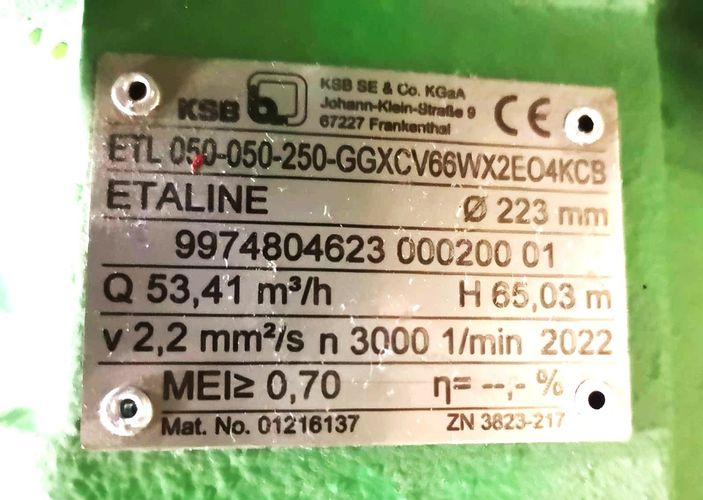 KSB
KSB SE & Co. KGaA
Johann-Klein-Straße 9
67227 Frankenthal
CE
ETL 050-050-250-GGXCV66WX2EO4KCB
ETALINE Ø 223 mm
9974804623 000200 01
Q 53,41 m³/h H 65,03 m
v 2,2 mm²/s n 3000 1/min 2022
MEI≥ 0,70 η= --,- %
Mat. No. 01216137 ZN 3823-217